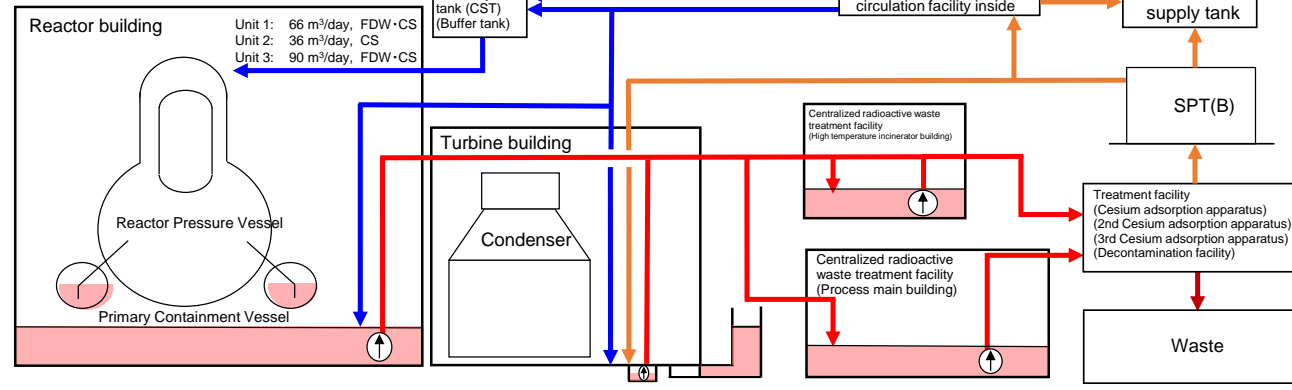 tank (CST)
(Buffer tank)
circulation facility inside
supply tank
Reactor building
Unit 1: 66 m³/day, FDW・CS
Unit 2: 36 m³/day, CS
Unit 3: 90 m³/day, FDW・CS
SPT(B)
Centralized radioactive waste
treatment facility
(High temperature incinerator building)
Turbine building
Treatment facility
(Cesium adsorption apparatus)
(2nd Cesium adsorption apparatus)
(3rd Cesium adsorption apparatus)
(Decontamination facility)
Reactor Pressure Vessel
Condenser
Centralized radioactive
waste treatment facility
(Process main building)
Primary Containment Vessel
Waste